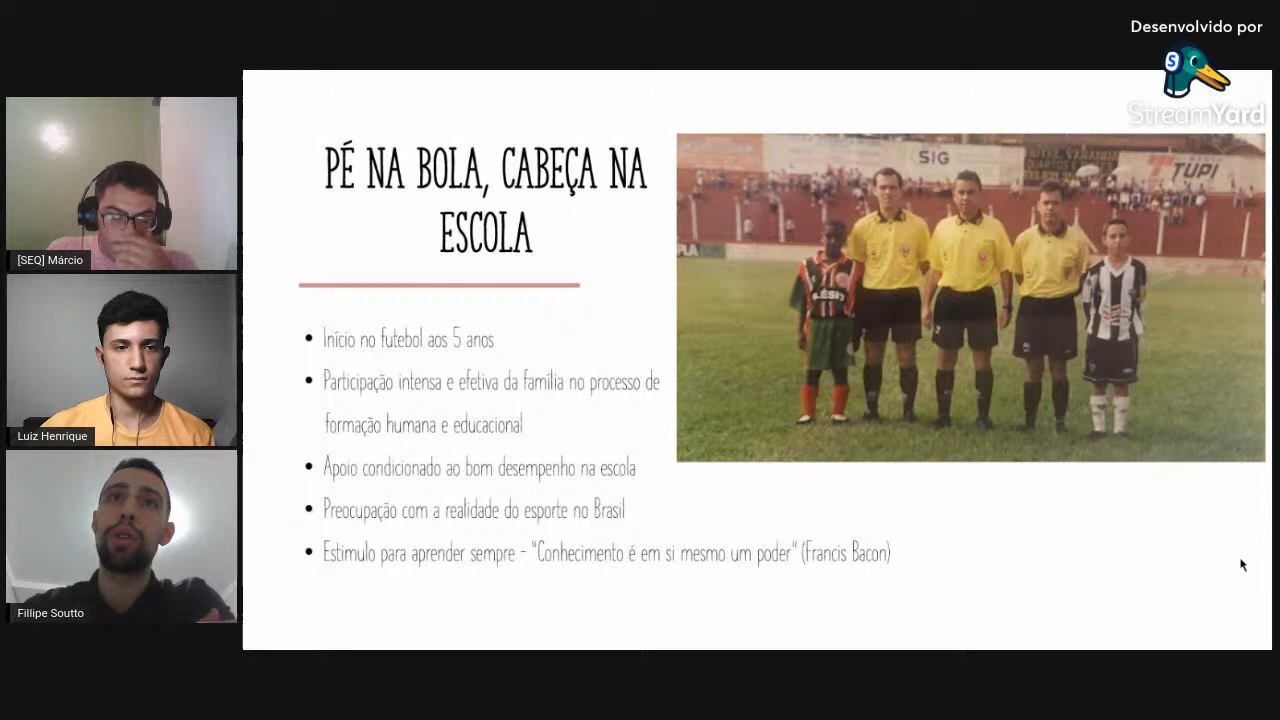 Desenvolvido por
StreamYard
[SEQ] Márcio
Luiz Henrique
Fillipe Soutto
PÉ NA BOLA, CABEÇA NA
ESCOLA
Início no futebol aos 5 anos
Participação intensa e efetiva da família no processo de
formação humana e educacional
Apoio condicionado ao bom desempenho na escola
Preocupação com a realidade do esporte no Brasil
Estimulo para aprender sempre - "Conhecimento é em si mesmo um poder" (Francis Bacon)
SIG
TUPI